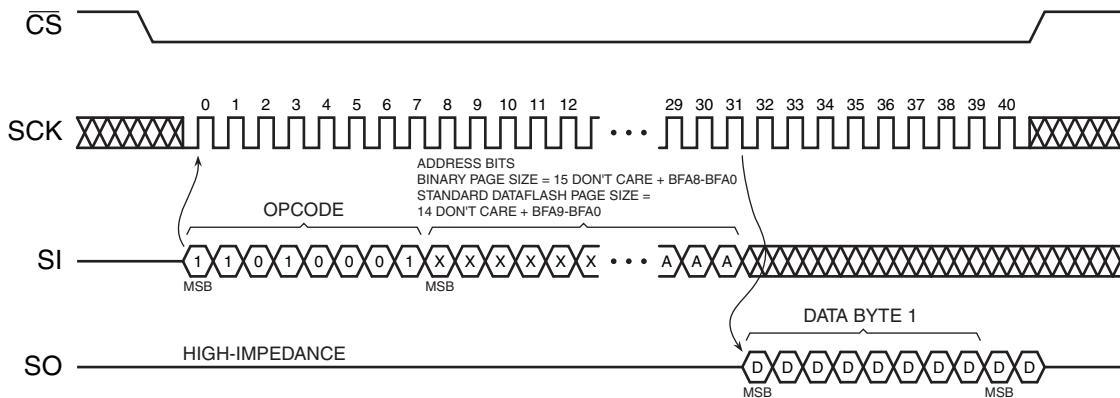 CS
0 1 2 3 4 5 6 7 8 9 10 11 12 29 30 31 32 33 34 35 36 37 38 39 40
SCK
ADDRESS BITS
BINARY PAGE SIZE = 15 DON'T CARE + BFA8-BFA0
STANDARD DATAFLASH PAGE SIZE =
14 DON'T CARE + BFA9-BFA0
OPCODE
SI 1 1 0 1 0 0 0 1 X X X X X X A A A
MSB MSB
DATA BYTE 1
HIGH-IMPEDANCE
SO D D D D D D D D D D
MSB MSB